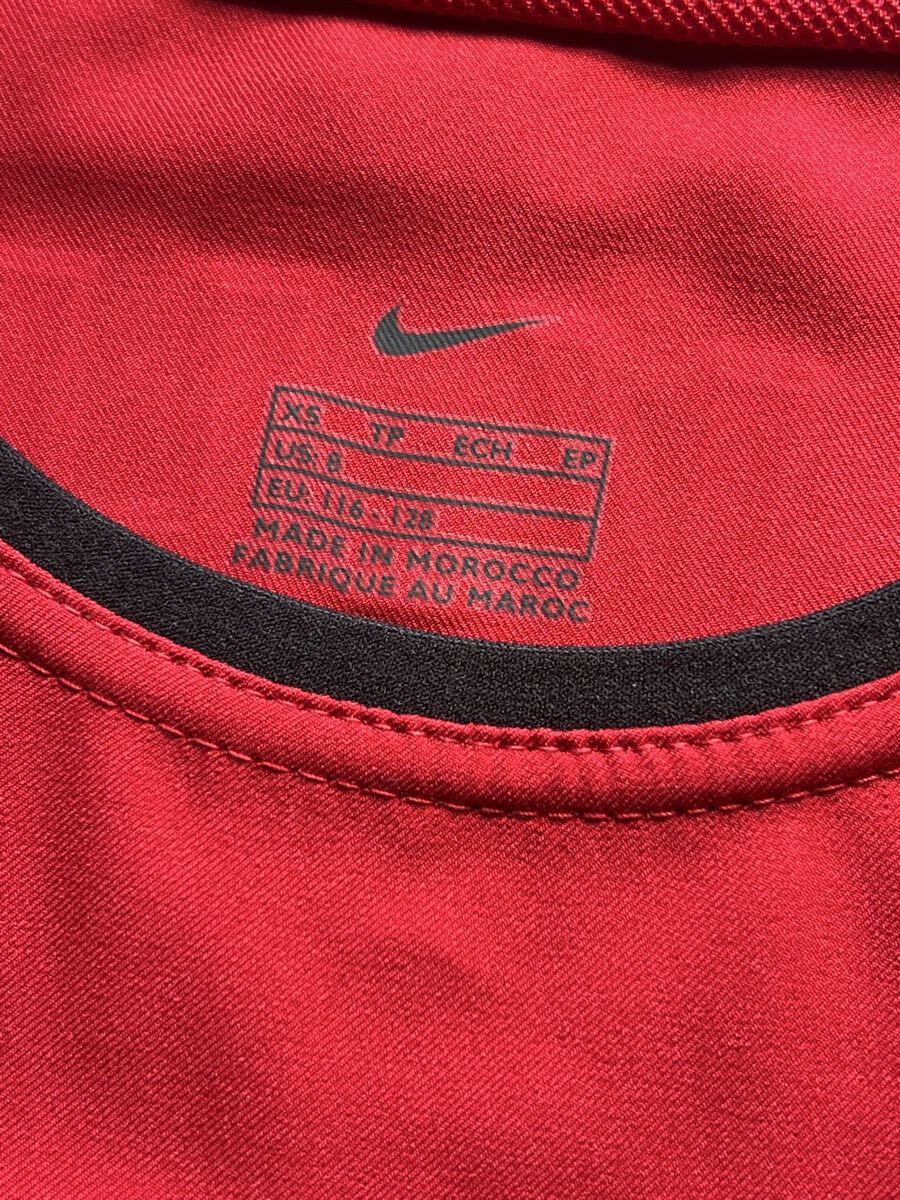 XS TP ECH EP
US: 8
EU: 116 - 128
MADE IN MOROCCO
FABRIQUE AU MAROC